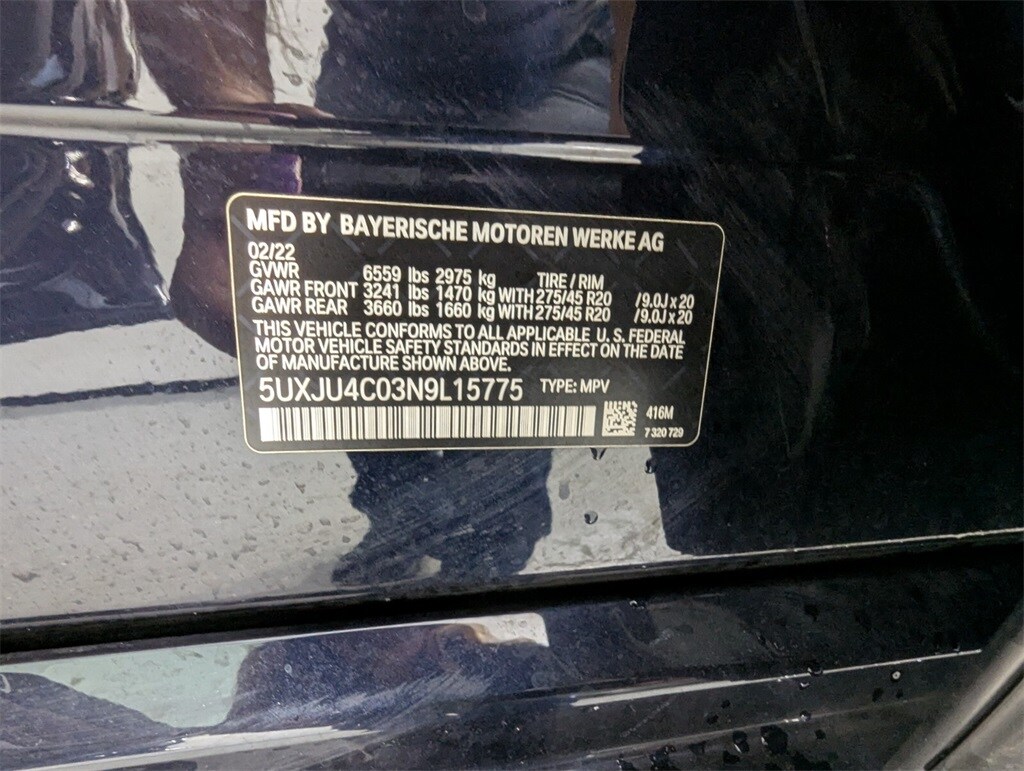 MFD BY BAYERISCHE MOTOREN WERKE AG
02/22
GVWR 6559 lbs 2975 kg TIRE / RIM
GAWR FRONT 3241 lbs 1470 kg WITH 275/45 R20 /9.0J x 20
GAWR REAR 3660 lbs 1660 kg WITH 275/45 R20 /9.0J x 20
THIS VEHICLE CONFORMS TO ALL APPLICABLE U. S. FEDERAL
MOTOR VEHICLE SAFETY STANDARDS IN EFFECT ON THE DATE
OF MANUFACTURE SHOWN ABOVE.
5UXJU4C03N9L15775 TYPE: MPV
416M
7 320 729